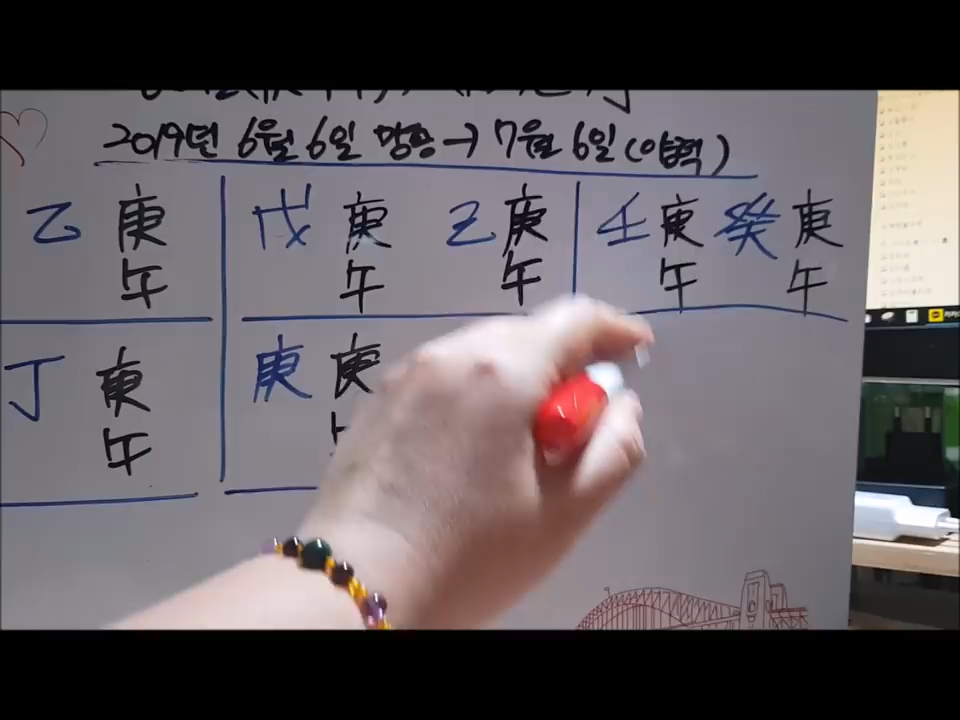 2019년 6월 6일 망종→7월 6일(양력)
乙 庚 戊 庚 己 庚 壬 庚 癸 庚
午 午 午 午 午
丁 庚 庚 庚
午